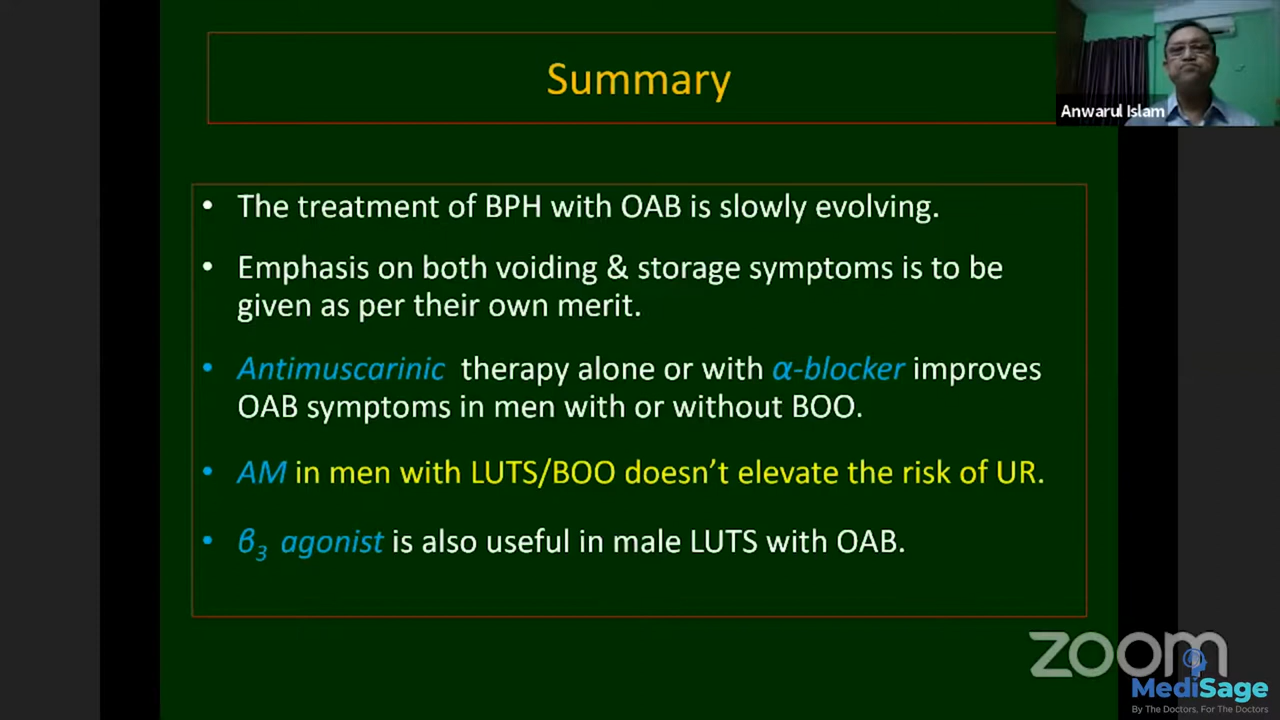 Summary
Anwarul Islam
• The treatment of BPH with OAB is slowly evolving.
• Emphasis on both voiding & storage symptoms is to be
given as per their own merit.
• Antimuscarinic therapy alone or with α-blocker improves
OAB symptoms in men with or without BOO.
• AM in men with LUTS/BOO doesn’t elevate the risk of UR.
• β3 agonist is also useful in male LUTS with OAB.
zoom
MediSage
By The Doctors, For The Doctors